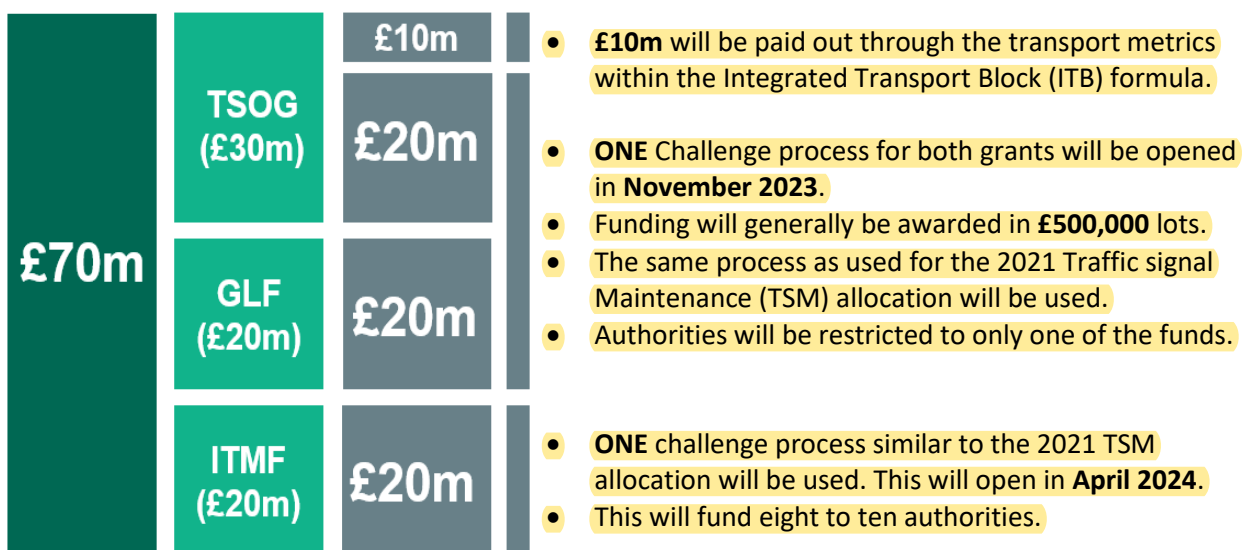 £70m
TSOG
(£30m)
£10m
£20m
GLF
(£20m)
£20m
ITMF
(£20m)
£20m
• £10m will be paid out through the transport metrics
within the Integrated Transport Block (ITB) formula.
• ONE Challenge process for both grants will be opened
in November 2023.
• Funding will generally be awarded in £500,000 lots.
• The same process as used for the 2021 Traffic signal
Maintenance (TSM) allocation will be used.
• Authorities will be restricted to only one of the funds.
• ONE challenge process similar to the 2021 TSM
allocation will be used. This will open in April 2024.
• This will fund eight to ten authorities.